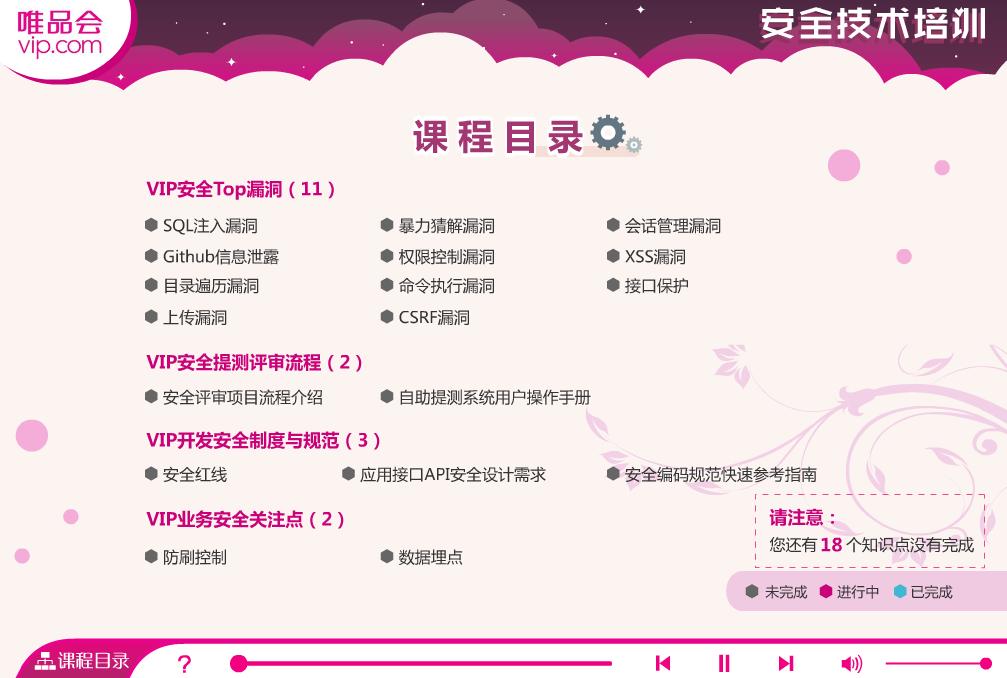 唯品会
vip.com
安全技术培训
课程目录
VIP安全Top漏洞（11）
SQL注入漏洞 暴力猜解漏洞 会话管理漏洞
Github信息泄露 权限控制漏洞 XSS漏洞
目录遍历漏洞 命令执行漏洞 接口保护
上传漏洞 CSRF漏洞
VIP安全提测评审流程（2）
安全评审项目流程介绍 自助提测系统用户操作手册
VIP开发安全制度与规范（3）
安全红线 应用接口API安全设计需求 安全编码规范快速参考指南
VIP业务安全关注点（2）
防刷控制 数据埋点
请注意：
您还有18个知识点没有完成
未完成 进行中 已完成
课程目录 ?